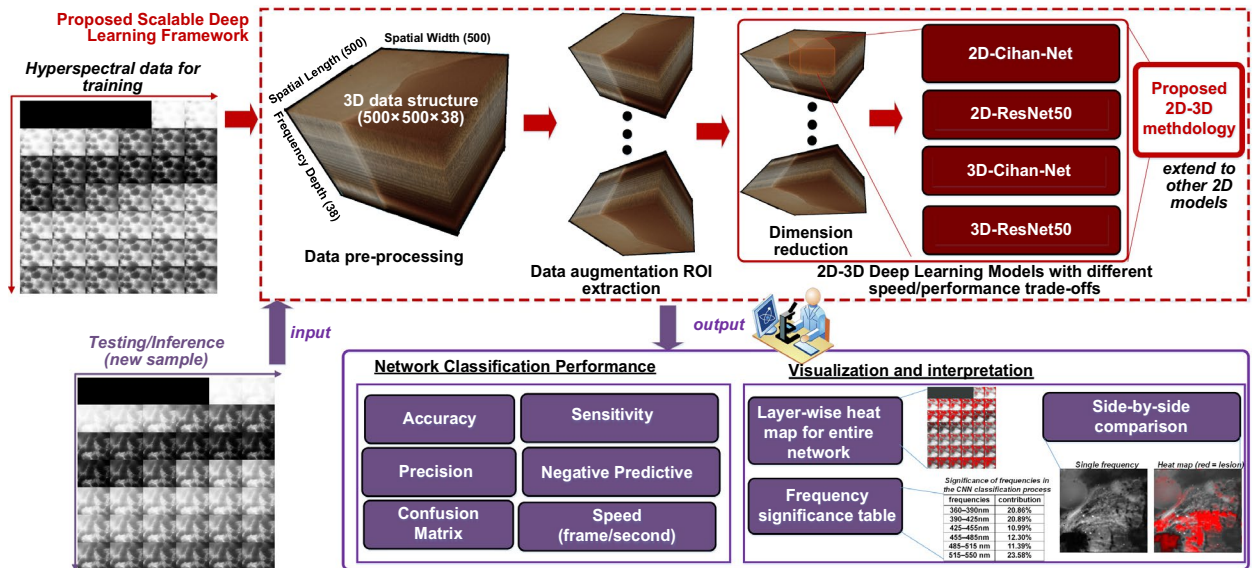 Proposed Scalable Deep
Learning Framework
Hyperspectral data for
training
Spatial Width (500)
Spatial Length (500)
3D data structure
(500×500×38)
Frequency Depth (38)
Data pre-processing
Data augmentation ROI
extraction
Dimension
reduction
2D-Cihan-Net
2D-ResNet50
3D-Cihan-Net
3D-ResNet50
2D-3D Deep Learning Models with different
speed/performance trade-offs
Proposed
2D-3D
methdology
extend to
other 2D
models
Testing/Inference
(new sample)
input
output
Network Classification Performance
Accuracy
Sensitivity
Precision
Negative Predictive
Confusion
Matrix
Speed
(frame/second)
Visualization and interpretation
Layer-wise heat
map for entire
network
Frequency
significance table
Significance of frequencies in
the CNN classification process
frequencies contribution
360–390nm 20.86%
390–425nm 20.89%
425–455nm 10.99%
455–485nm 12.30%
485–515 nm 11.39%
515–550 nm 23.58%
Side-by-side
comparison
Single frequency
Heat map (red = lesion)